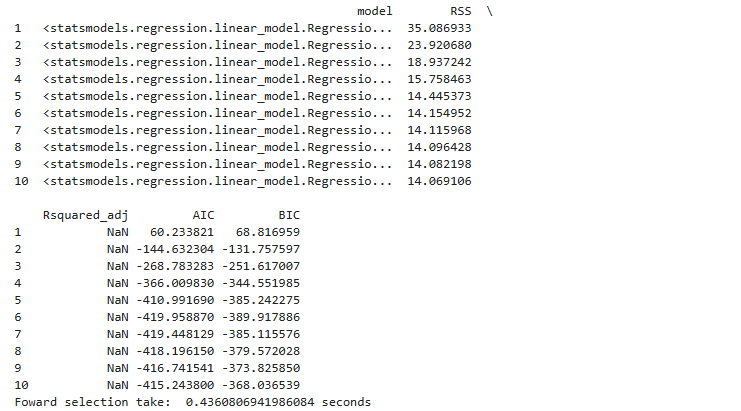 model        RSS  \
1   <statsmodels.regression.linear_model.Regressio...  35.086933
2   <statsmodels.regression.linear_model.Regressio...  23.920680
3   <statsmodels.regression.linear_model.Regressio...  18.937242
4   <statsmodels.regression.linear_model.Regressio...  15.758463
5   <statsmodels.regression.linear_model.Regressio...  14.445373
6   <statsmodels.regression.linear_model.Regressio...  14.154952
7   <statsmodels.regression.linear_model.Regressio...  14.115968
8   <statsmodels.regression.linear_model.Regressio...  14.096428
9   <statsmodels.regression.linear_model.Regressio...  14.082198
10  <statsmodels.regression.linear_model.Regressio...  14.069106
Rsquared_adj         AIC         BIC
1            NaN   60.233821   68.816959
2            NaN -144.632304 -131.757597
3            NaN -268.783283 -251.617007
4            NaN -366.009830 -344.551985
5            NaN -410.991690 -385.242275
6            NaN -419.958870 -389.917886
7            NaN -419.448129 -385.115576
8            NaN -418.196150 -379.572028
9            NaN -416.741541 -373.825850
10           NaN -415.243800 -368.036539
Foward selection take:  0.4360806941986084 seconds